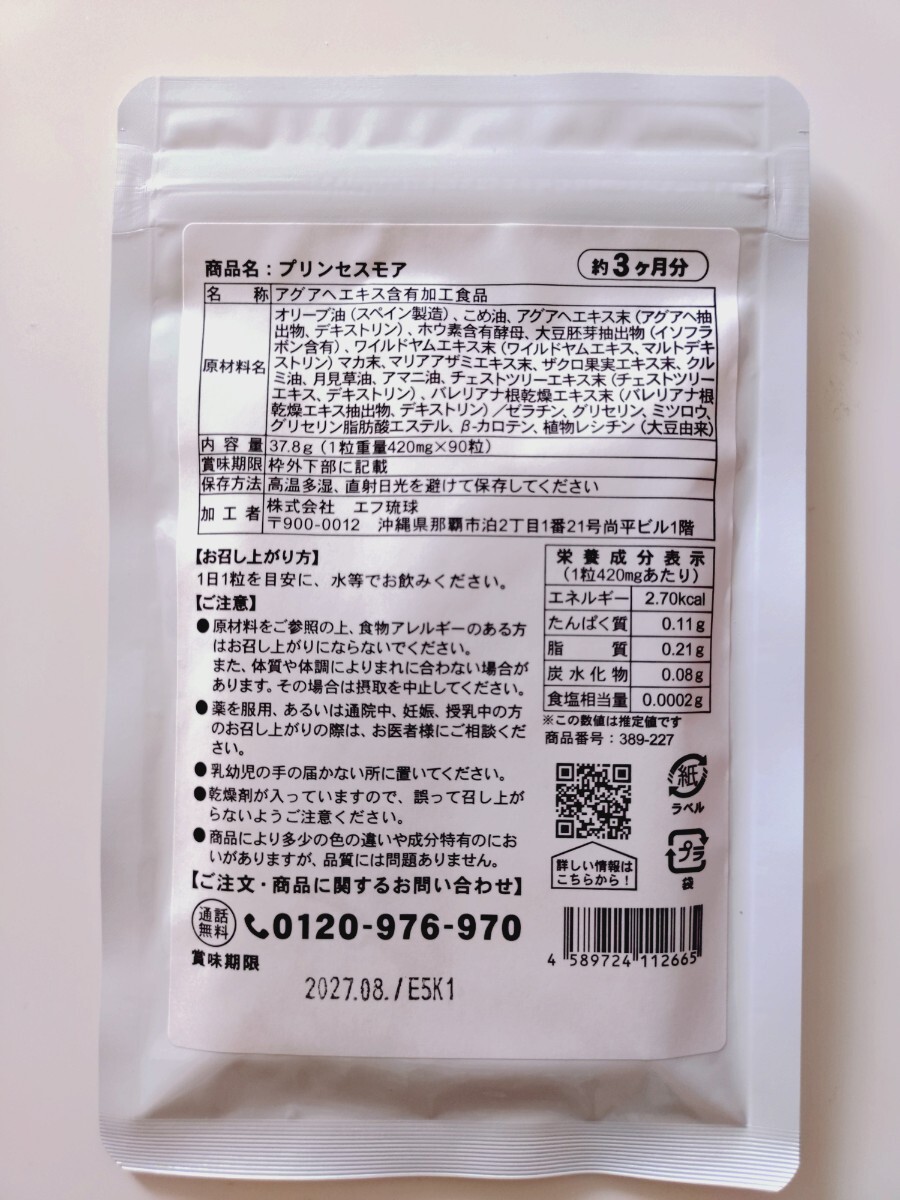 商品名：プリンセスモア
約3ヶ月分
名　称 アグアヘエキス含有加工食品
原材料名
オリーブ油（スペイン製造）、こめ油、アグアヘエキス末（アグアヘ抽
出物、デキストリン）、ホウ素含有酵母、大豆胚芽抽出物（イソフラ
ボン含有）、ワイルドヤムエキス末（ワイルドヤムエキス、マルトデキ
ストリン）マカ末、マリアアザミエキス末、ザクロ果実エキス末、クル
ミ油、月見草油、アマニ油、チェストツリーエキス末（チェストツリー
エキス、デキストリン）、バレリアナ根乾燥エキス末（バレリアナ根
乾燥エキス抽出物、デキストリン）／ゼラチン、グリセリン、ミツロウ、
グリセリン脂肪酸エステル、β-カロテン、植物レシチン（大豆由来）
内容量 37.8g（1粒重量420mg×90粒）
賞味期限 枠外下部に記載
保存方法 高温多湿、直射日光を避けて保存してください
加工者
株式会社　エフ琉球
〒900-0012　沖縄県那覇市泊2丁目1番21号尚平ビル1階
【お召し上がり方】
1日1粒を目安に、水等でお飲みください。
【ご注意】
●原材料をご参照の上、食物アレルギーのある方
はお召し上がりにならないでください。
また、体質や体調によりまれに合わない場合が
あります。その場合は摂取を中止してください。
●薬を服用、あるいは通院中、妊娠、授乳中の方
のお召し上がりの際は、お医者様にご相談くだ
さい。
●乳幼児の手の届かない所に置いてください。
●乾燥剤が入っていますので、誤って召し上が
らないようご注意ください。
●商品により多少の色の違いや成分特有のにお
いがありますが、品質には問題ありません。
栄養成分表示
（1粒420mgあたり）
エネルギー 2.70kcal
たんぱく質 0.11g
脂　質 0.21g
炭水化物 0.08g
食塩相当量 0.0002g
※この数値は推定値です
商品番号：389-227
紙
ラベル
詳しい情報は
こちらから！
プラ
袋
【ご注文・商品に関するお問い合わせ】
通話
無料
0120-976-970
4 589724 112665
賞味期限
2027.08./E5K1